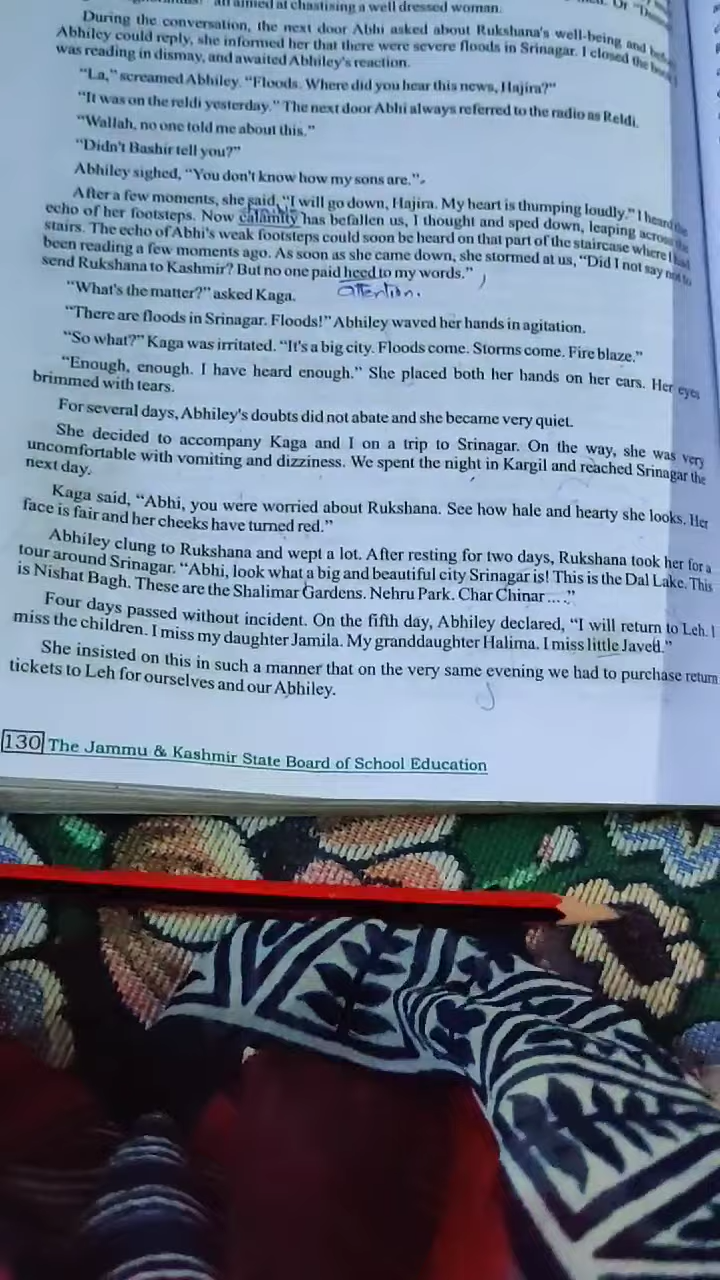 an aimed at chastising a well dressed woman.
During the conversation, the next door Abhi asked about Rukshana's well-being and
Abhiley could reply, she informed her that there were severe floods in Srinagar. I closed the
was reading in dismay, and awaited Abhiley's reaction.
“La,” screamed Abhiley. “Floods. Where did you hear this news, Hajira?”
“It was on the reldi yesterday.” The next door Abhi always referred to the radio as Reldi.
“Wallah, no one told me about this.”
“Didn't Bashir tell you?”
Abhiley sighed, “You don't know how my sons are.”
After a few moments, she said, “I will go down, Hajira. My heart is thumping loudly.” I heard the
echo of her footsteps. Now calamity has befallen us, I thought and sped down, leaping across the
stairs. The echo of Abhi's weak footsteps could soon be heard on that part of the staircase where I had
been reading a few moments ago. As soon as she came down, she stormed at us, “Did I not say not to
send Rukshana to Kashmir? But no one paid heed to my words.”
attention.
“What's the matter?” asked Kaga.
“There are floods in Srinagar. Floods!” Abhiley waved her hands in agitation.
“So what?” Kaga was irritated. “It's a big city. Floods come. Storms come. Fire blaze.”
“Enough, enough. I have heard enough.” She placed both her hands on her ears. Her eyes
brimmed with tears.
For several days, Abhiley's doubts did not abate and she became very quiet.
She decided to accompany Kaga and I on a trip to Srinagar. On the way, she was very
uncomfortable with vomiting and dizziness. We spent the night in Kargil and reached Srinagar the
next day.
Kaga said, “Abhi, you were worried about Rukshana. See how hale and hearty she looks. Her
face is fair and her cheeks have turned red.”
Abhiley clung to Rukshana and wept a lot. After resting for two days, Rukshana took her for a
tour around Srinagar. “Abhi, look what a big and beautiful city Srinagar is! This is the Dal Lake. This
is Nishat Bagh. These are the Shalimar Gardens. Nehru Park. Char Chinar ....”
Four days passed without incident. On the fifth day, Abhiley declared, “I will return to Leh. I
miss the children. I miss my daughter Jamila. My granddaughter Halima. I miss little Javed.”
She insisted on this in such a manner that on the very same evening we had to purchase return
tickets to Leh for ourselves and our Abhiley.
130 The Jammu & Kashmir State Board of School Education